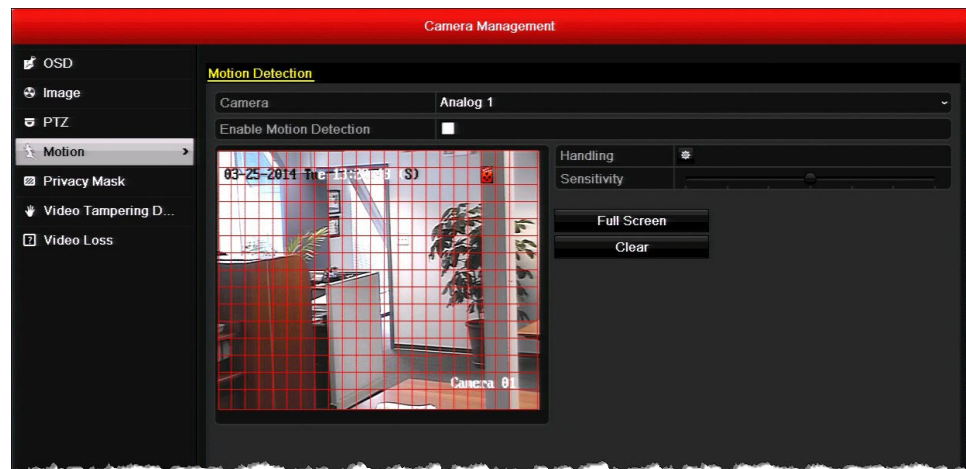 Camera Management
OSD
Image
PTZ
Motion
Privacy Mask
Video Tampering D...
Video Loss
Motion Detection
Camera Analog 1
Enable Motion Detection
03-25-2014 Tue (S)
Camera 01
Handling
Sensitivity
Full Screen
Clear